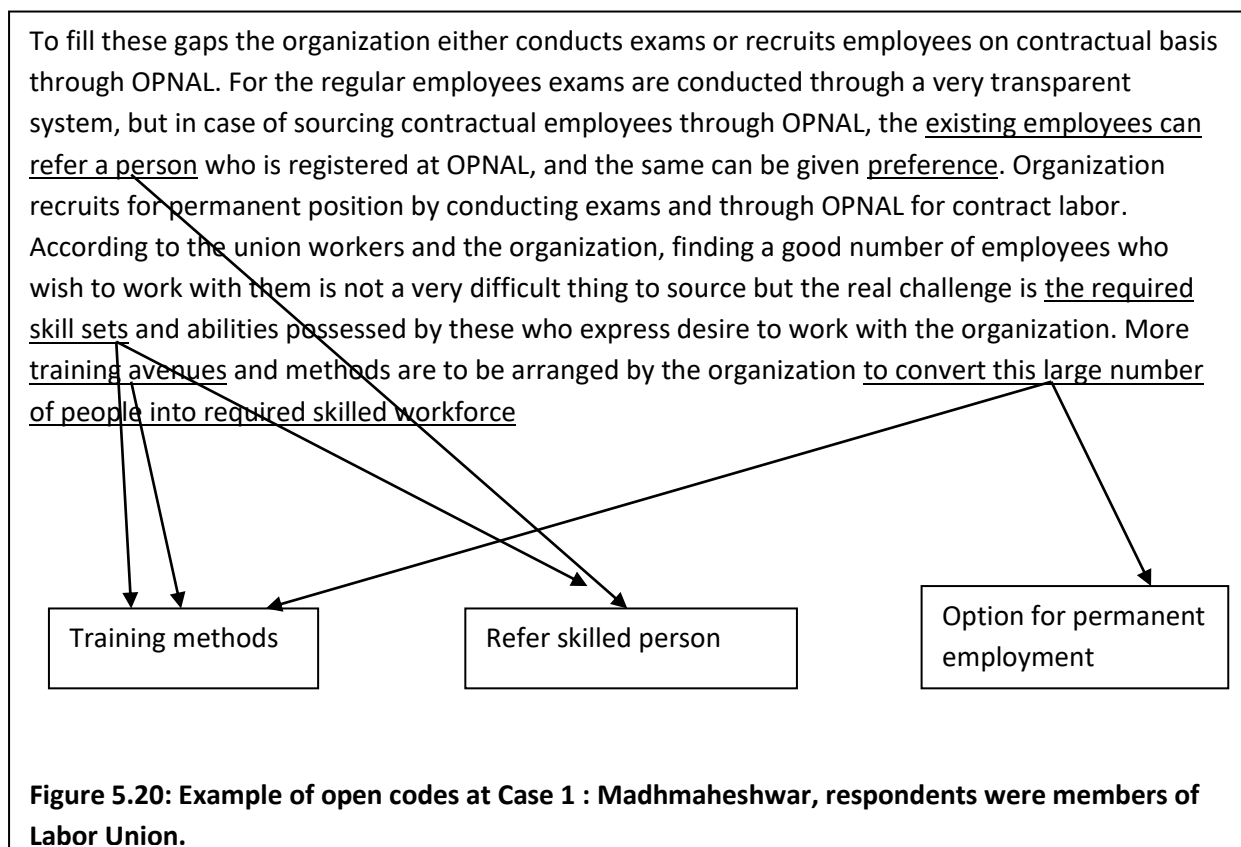 To fill these gaps the organization either conducts exams or recruits employees on contractual basis
through OPNAL. For the regular employees exams are conducted through a very transparent
system, but in case of sourcing contractual employees through OPNAL, the existing employees can
refer a person who is registered at OPNAL, and the same can be given preference. Organization
recruits for permanent position by conducting exams and through OPNAL for contract labor.
According to the union workers and the organization, finding a good number of employees who
wish to work with them is not a very difficult thing to source but the real challenge is the required
skill sets and abilities possessed by these who express desire to work with the organization. More
training avenues and methods are to be arranged by the organization to convert this large number
of people into required skilled workforce
Training methods
Refer skilled person
Option for permanent
employment
Figure 5.20: Example of open codes at Case 1 : Madhmaheshwar, respondents were members of
Labor Union.